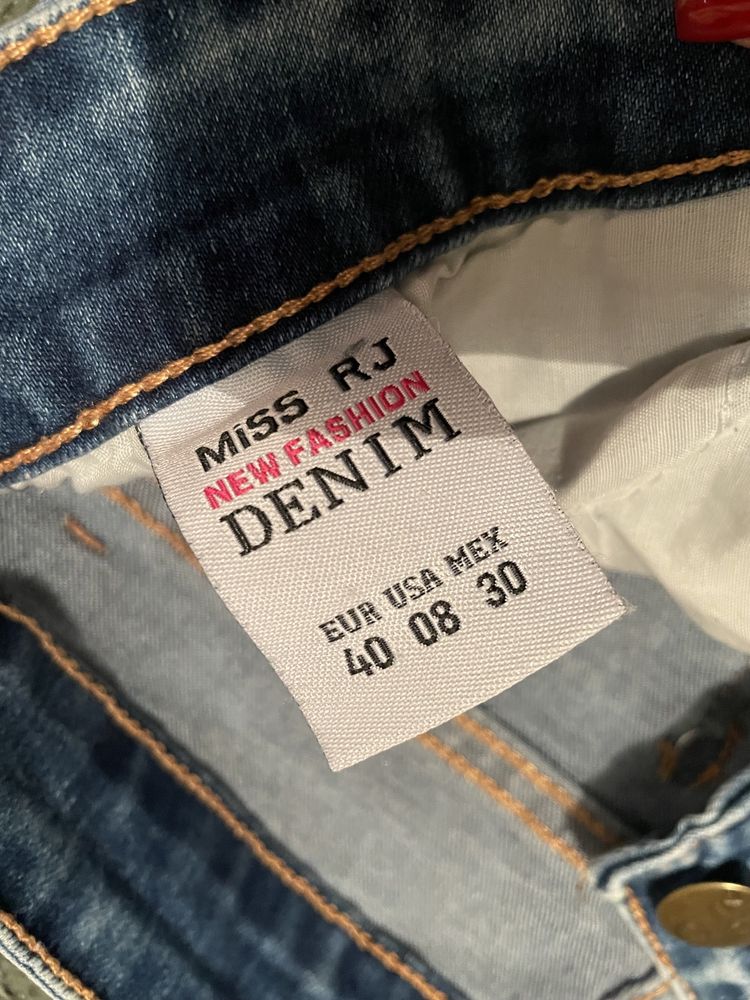 MiSS RJ
NEW FASHION
DENIM
EUR USA MEX
40 08 30